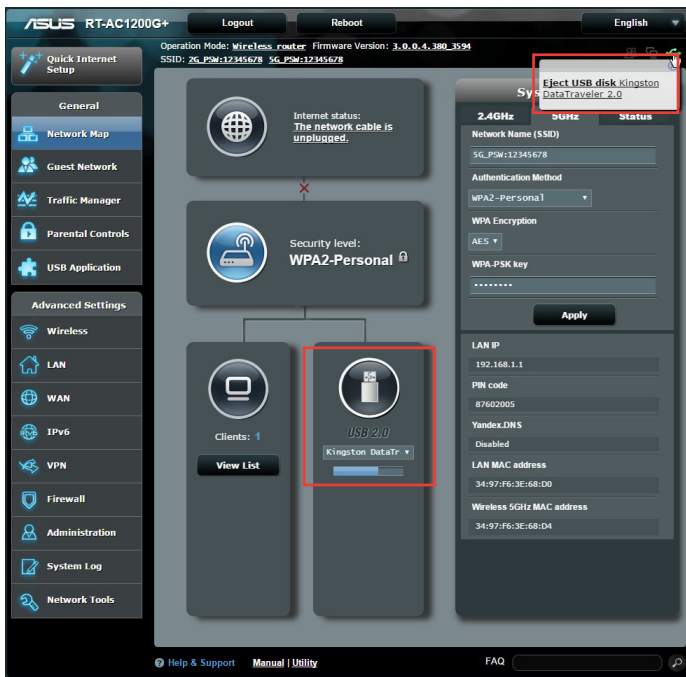 ASUS RT-AC1200G+ Logout Reboot English
Quick Internet Setup
Operation Mode: Wireless router Firmware Version: 3.0.0.4.380_3594
SSID: 2G_PSW:12345678 5G_PSW:12345678
Eject USB disk Kingston
DataTraveler 2.0
General
Network Map
Guest Network
Traffic Manager
Parental Controls
USB Application
Advanced Settings
Wireless
LAN
WAN
IPv6
VPN
Firewall
Administration
System Log
Network Tools
Internet status:
The network cable is
unplugged.
Security level:
WPA2-Personal
Clients: 1
View List
USB 2.0
Kingston DataTr
2.4GHz 5GHz Status
Network Name (SSID)
5G_PSW:12345678
Authentication Method
WPA2-Personal
WPA Encryption
AES
WPA-PSK key
••••••••
Apply
LAN IP
192.168.1.1
PIN code
87602005
Yandex.DNS
Disabled
LAN MAC address
34:97:F6:3E:68:D0
Wireless 5GHz MAC address
34:97:F6:3E:68:D4
Help & Support Manual | Utility FAQ